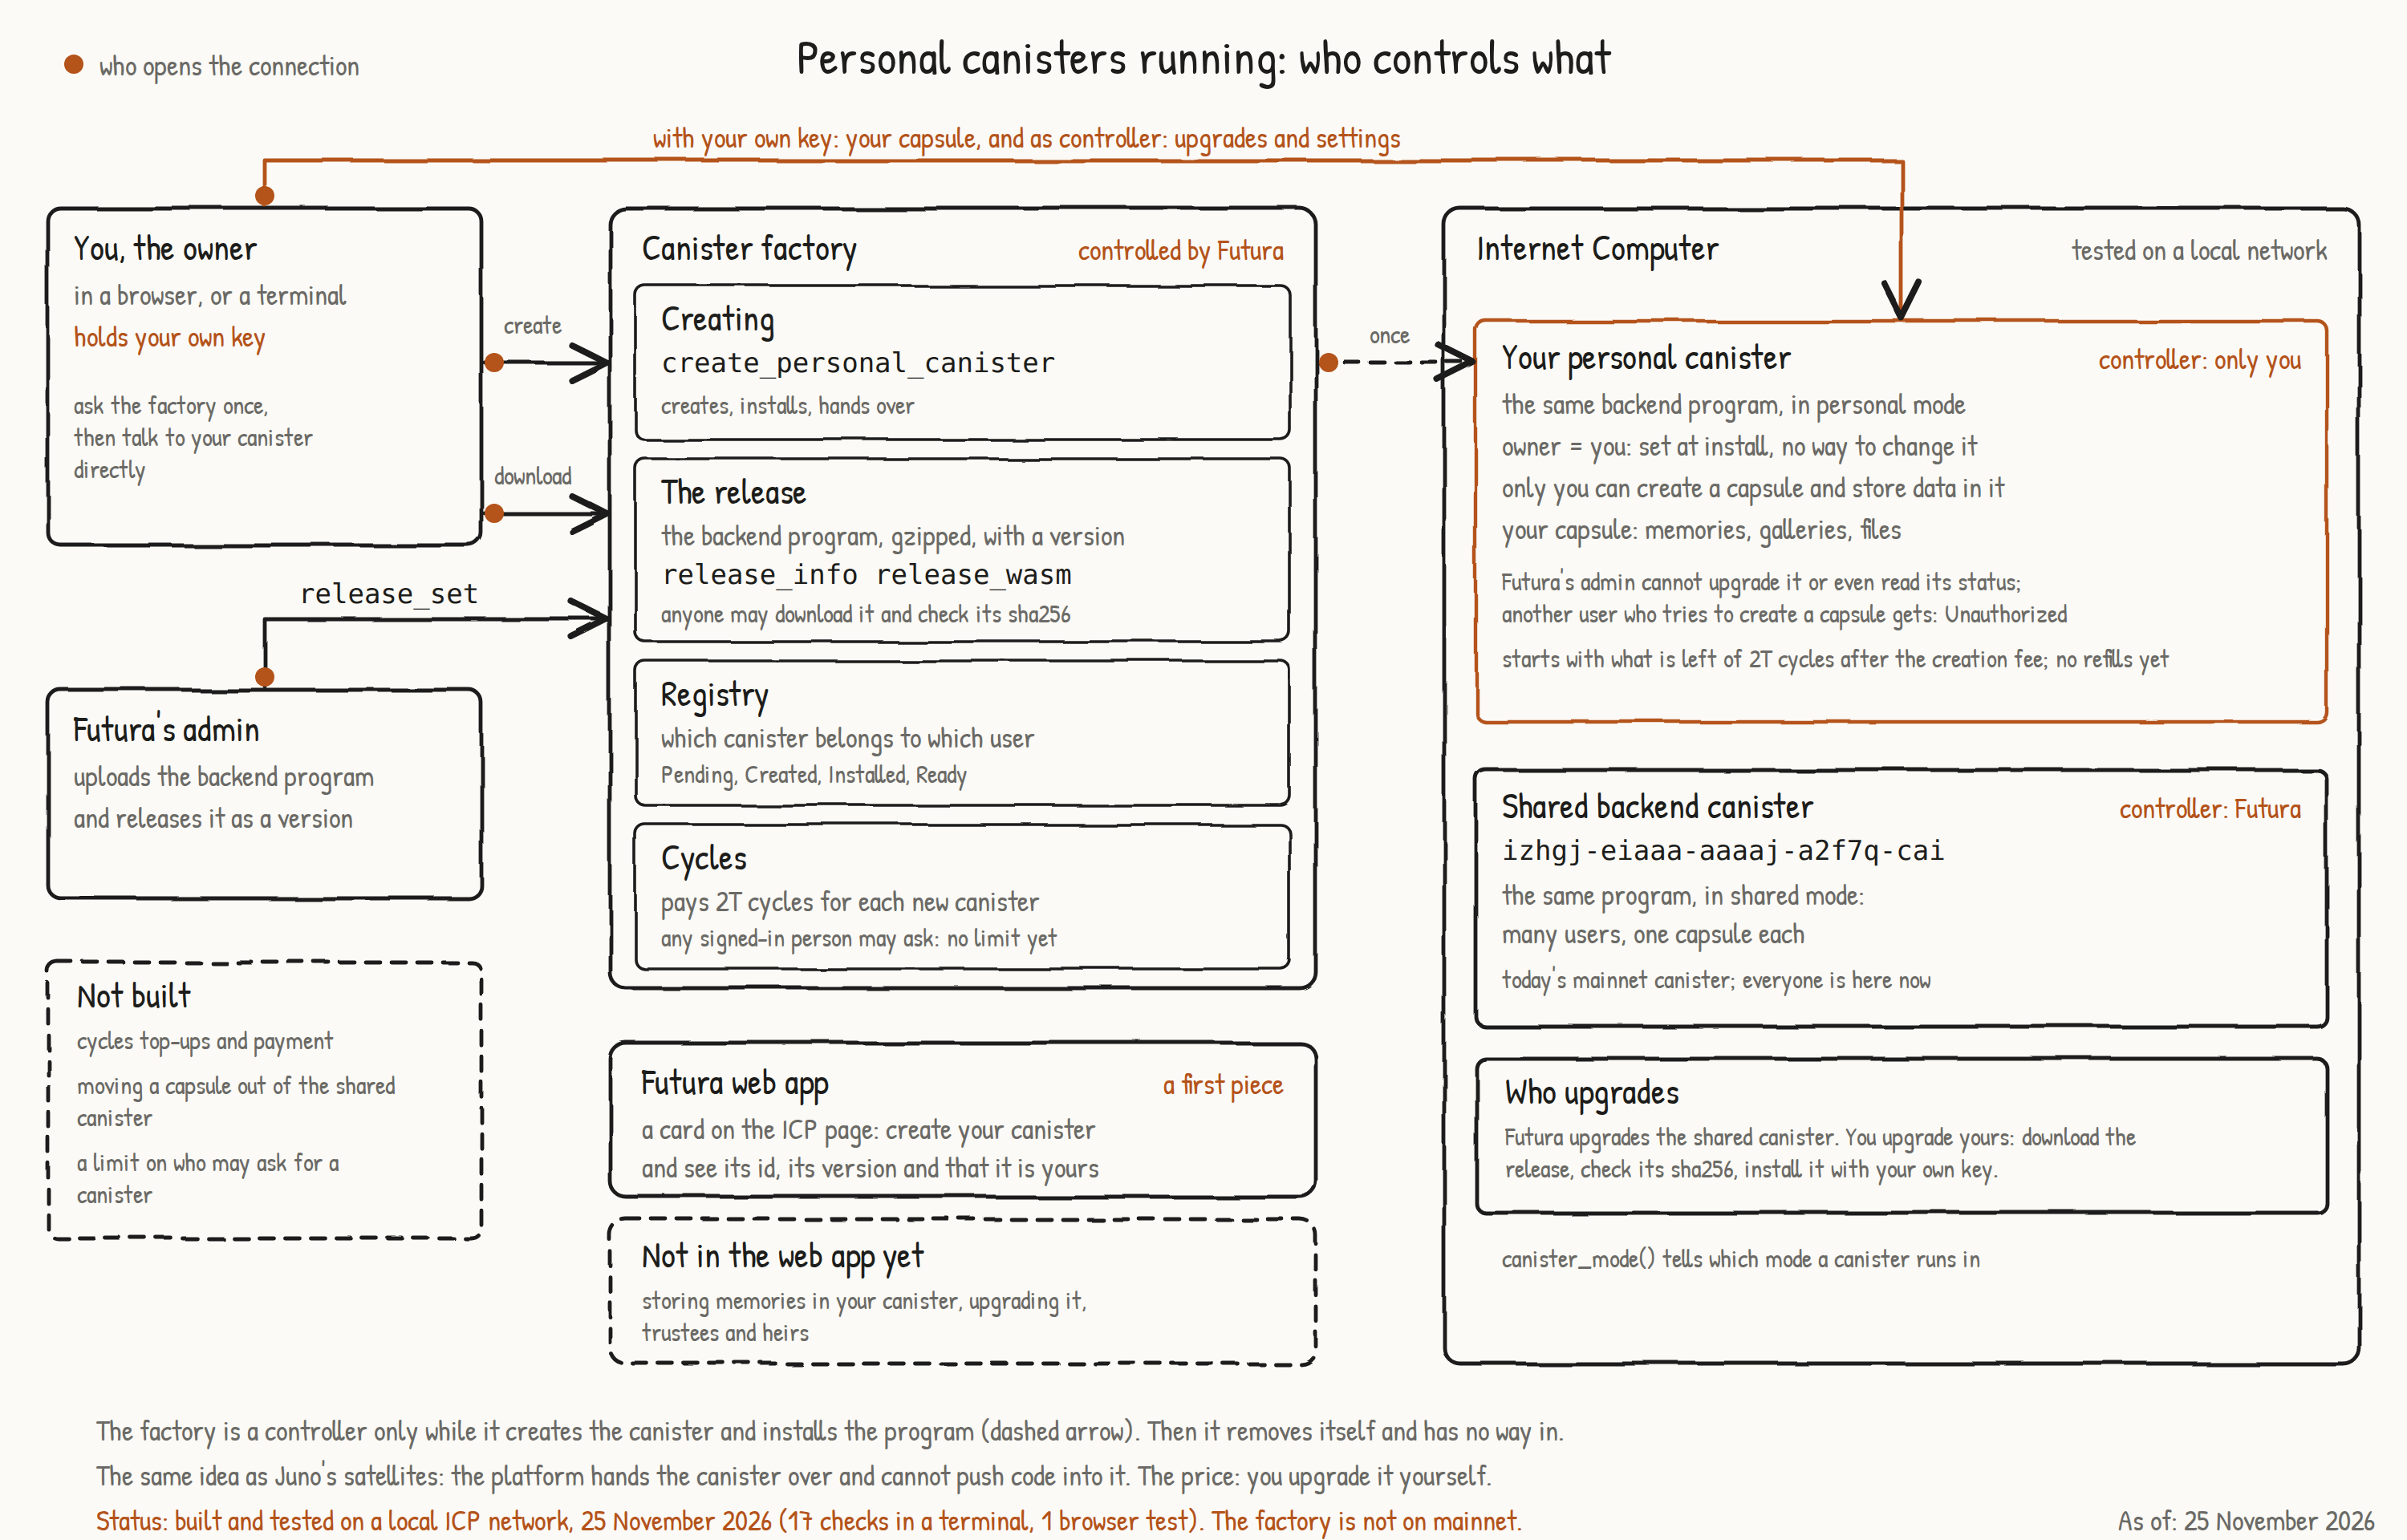 who opens the connection
Personal canisters running: who controls what
with your own key: your capsule, and as controller: upgrades and settings
You, the owner
in a browser, or a terminal
holds your own key
ask the factory once,
then talk to your canister
directly
create
download
release_set
Futura's admin
uploads the backend program
and releases it as a version
Not built
cycles top-ups and payment
moving a capsule out of the shared
canister
a limit on who may ask for a
canister
Canister factory
controlled by Futura
Creating
create_personal_canister
creates, installs, hands over
The release
the backend program, gzipped, with a version
release_info release_wasm
anyone may download it and check its sha256
Registry
which canister belongs to which user
Pending, Created, Installed, Ready
Cycles
pays 2T cycles for each new canister
any signed-in person may ask: no limit yet
Futura web app
a first piece
a card on the ICP page: create your canister
and see its id, its version and that it is yours
Not in the web app yet
storing memories in your canister, upgrading it,
trustees and heirs
once
Internet Computer
tested on a local network
Your personal canister
controller: only you
the same backend program, in personal mode
owner = you: set at install, no way to change it
only you can create a capsule and store data in it
your capsule: memories, galleries, files
Futura's admin cannot upgrade it or even read its status;
another user who tries to create a capsule gets: Unauthorized
starts with what is left of 2T cycles after the creation fee; no refills yet
Shared backend canister
controller: Futura
izhgj-eiaaa-aaaaj-a2f7q-cai
the same program, in shared mode:
many users, one capsule each
today's mainnet canister; everyone is here now
Who upgrades
Futura upgrades the shared canister. You upgrade yours: download the
release, check its sha256, install it with your own key.
canister_mode() tells which mode a canister runs in
The factory is a controller only while it creates the canister and installs the program (dashed arrow). Then it removes itself and has no way in.
The same idea as Juno's satellites: the platform hands the canister over and cannot push code into it. The price: you upgrade it yourself.
Status: built and tested on a local ICP network, 25 November 2026 (17 checks in a terminal, 1 browser test). The factory is not on mainnet.
As of: 25 November 2026